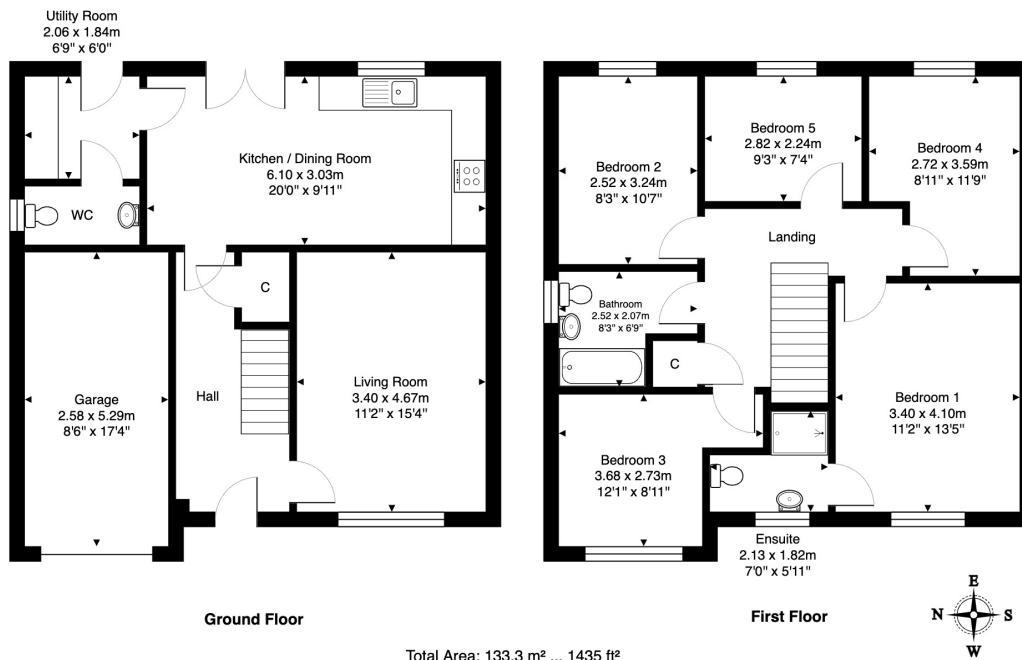 Utility Room
2.06 x 1.84m
6'9" x 6'0"
Kitchen / Dining Room
6.10 x 3.03m
20'0" x 9'11"
WC
C
Hall
Garage
2.58 x 5.29m
8'6" x 17'4"
Living Room
3.40 x 4.67m
11'2" x 15'4"
Ground Floor
Bedroom 2
2.52 x 3.24m
8'3" x 10'7"
Bedroom 5
2.82 x 2.24m
9'3" x 7'4"
Bedroom 4
2.72 x 3.59m
8'11" x 11'9"
Landing
Bathroom
2.52 x 2.07m
8'3" x 6'9"
C
Bedroom 1
3.40 x 4.10m
11'2" x 13'5"
Bedroom 3
3.68 x 2.73m
12'1" x 8'11"
Ensuite
2.13 x 1.82m
7'0" x 5'11"
First Floor
E
N
S
W
Total Area: 133.3 m² ... 1435 ft²